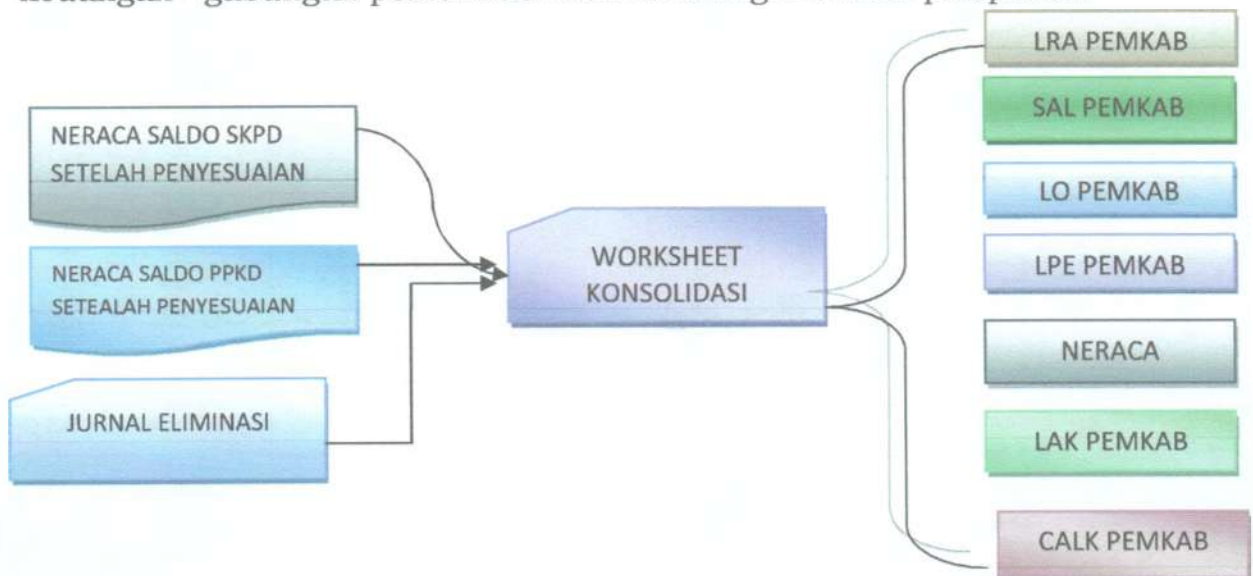 NERACA SALDO SKPD
SETELAH PENYESUAIAN
NERACA SALDO PPKD
SETEALAH PENYESUAIAN
JURNAL ELIMINASI
WORKSHEET
KONSOLIDASI
LRA PEMKAB
SAL PEMKAB
LO PEMKAB
LPE PEMKAB
NERACA
LAK PEMKAB
CALK PEMKAB